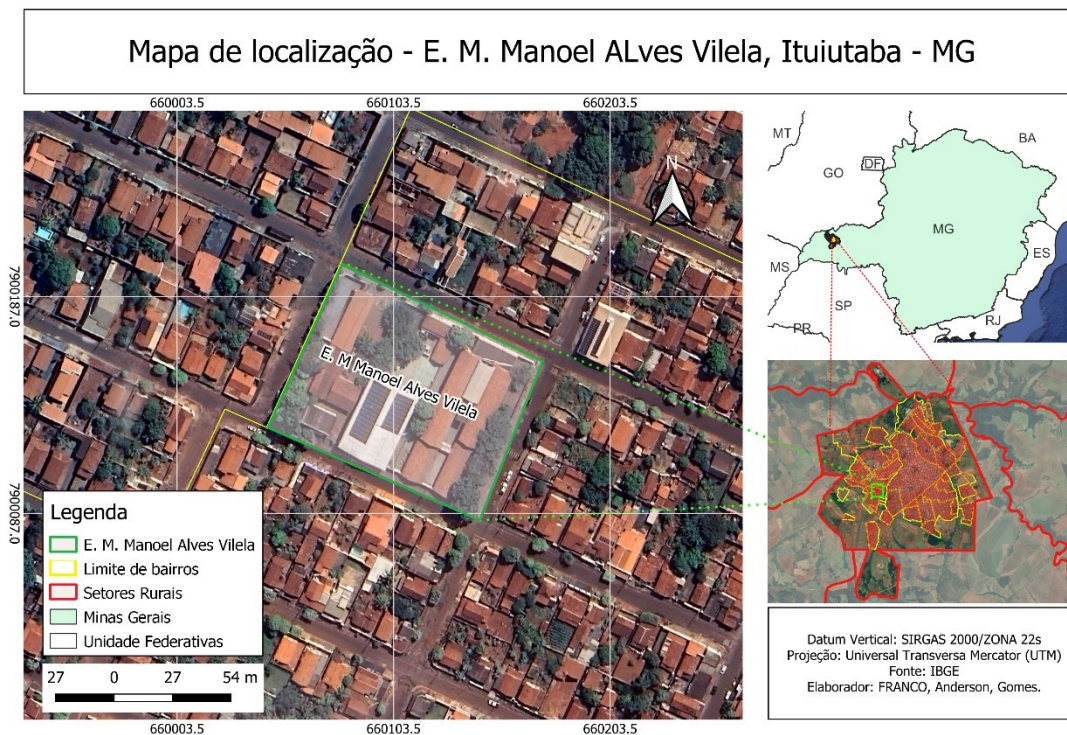 Mapa de localização - E. M. Manoel ALves Vilela, Ituiutaba - MG
660003.5
660103.5
660203.5
7900187.0
7900087.0
N
E. M Manoel Alves Vilela
Legenda
E. M. Manoel Alves Vilela
Limite de bairros
Setores Rurais
Minas Gerais
Unidade Federativas
27 0 27 54 m
660003.5
660103.5
660203.5
MT
BA
DF
GO
MG
ES
MS
SP
RJ
PR
Datum Vertical: SIRGAS 2000/ZONA 22s
Projeção: Universal Transversa Mercator (UTM)
Fonte: IBGE
Elaborador: FRANCO, Anderson, Gomes.